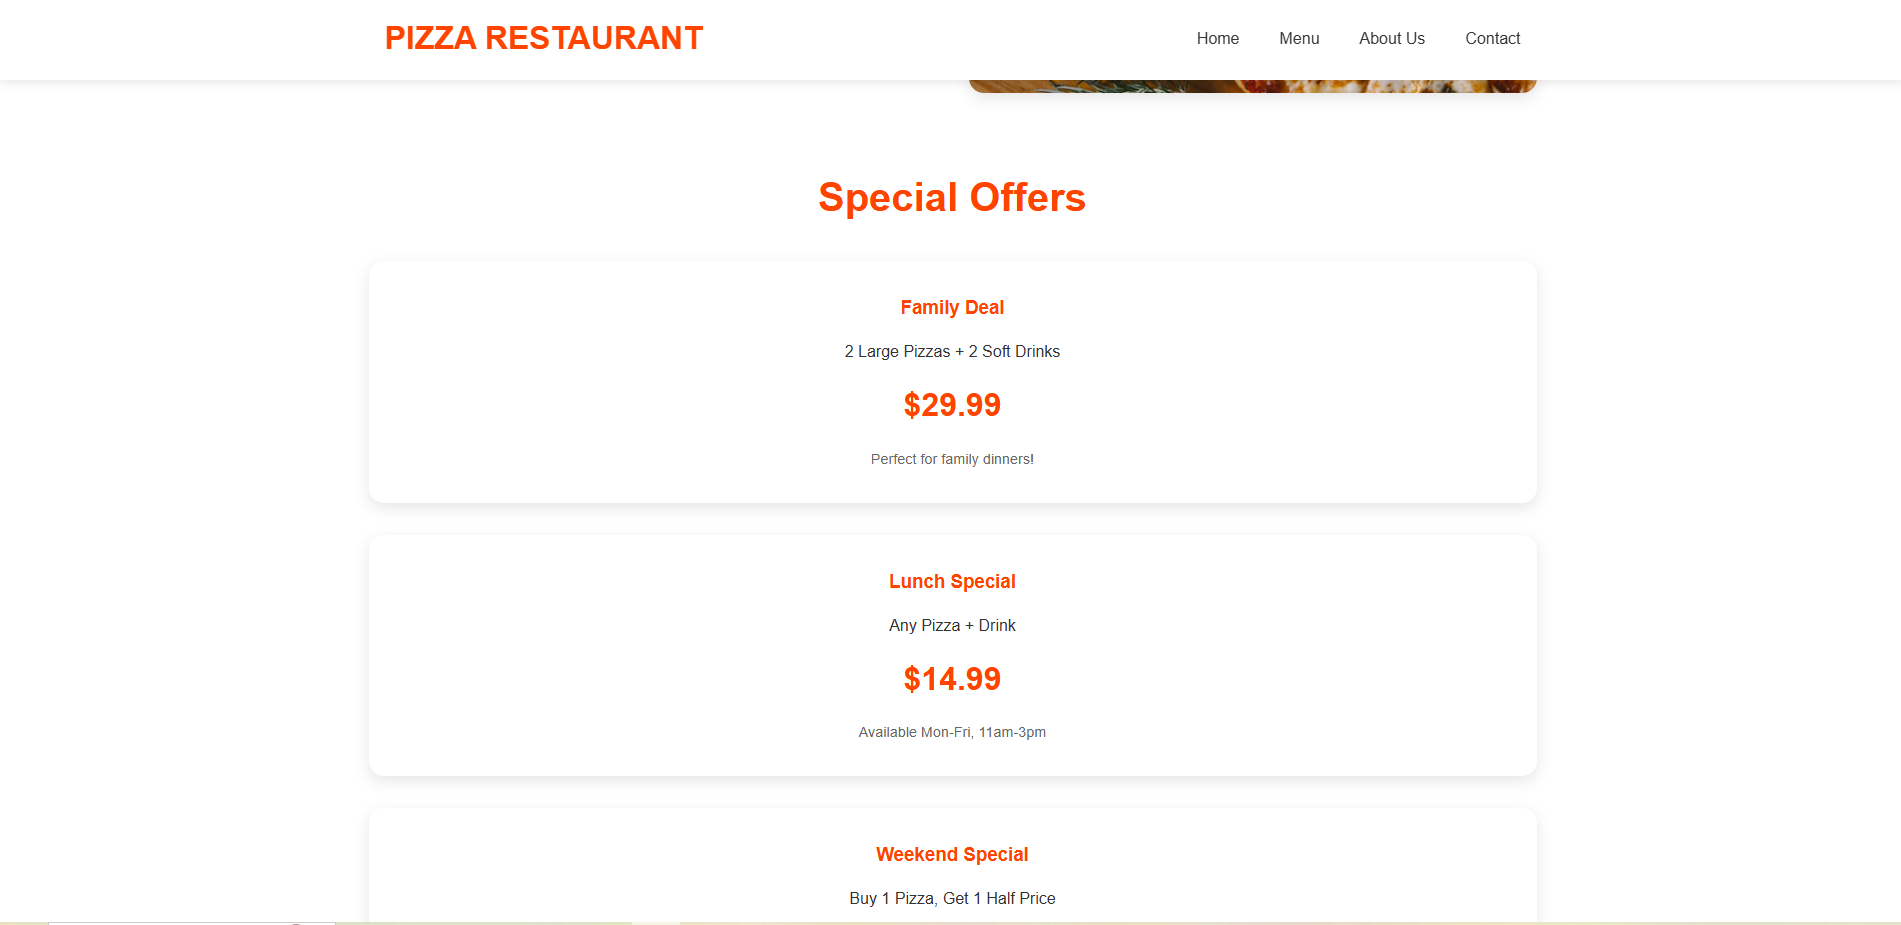 PIZZA RESTAURANT
Home Menu About Us Contact
Special Offers
Family Deal
2 Large Pizzas + 2 Soft Drinks
$29.99
Perfect for family dinners!
Lunch Special
Any Pizza + Drink
$14.99
Available Mon-Fri, 11am-3pm
Weekend Special
Buy 1 Pizza, Get 1 Half Price